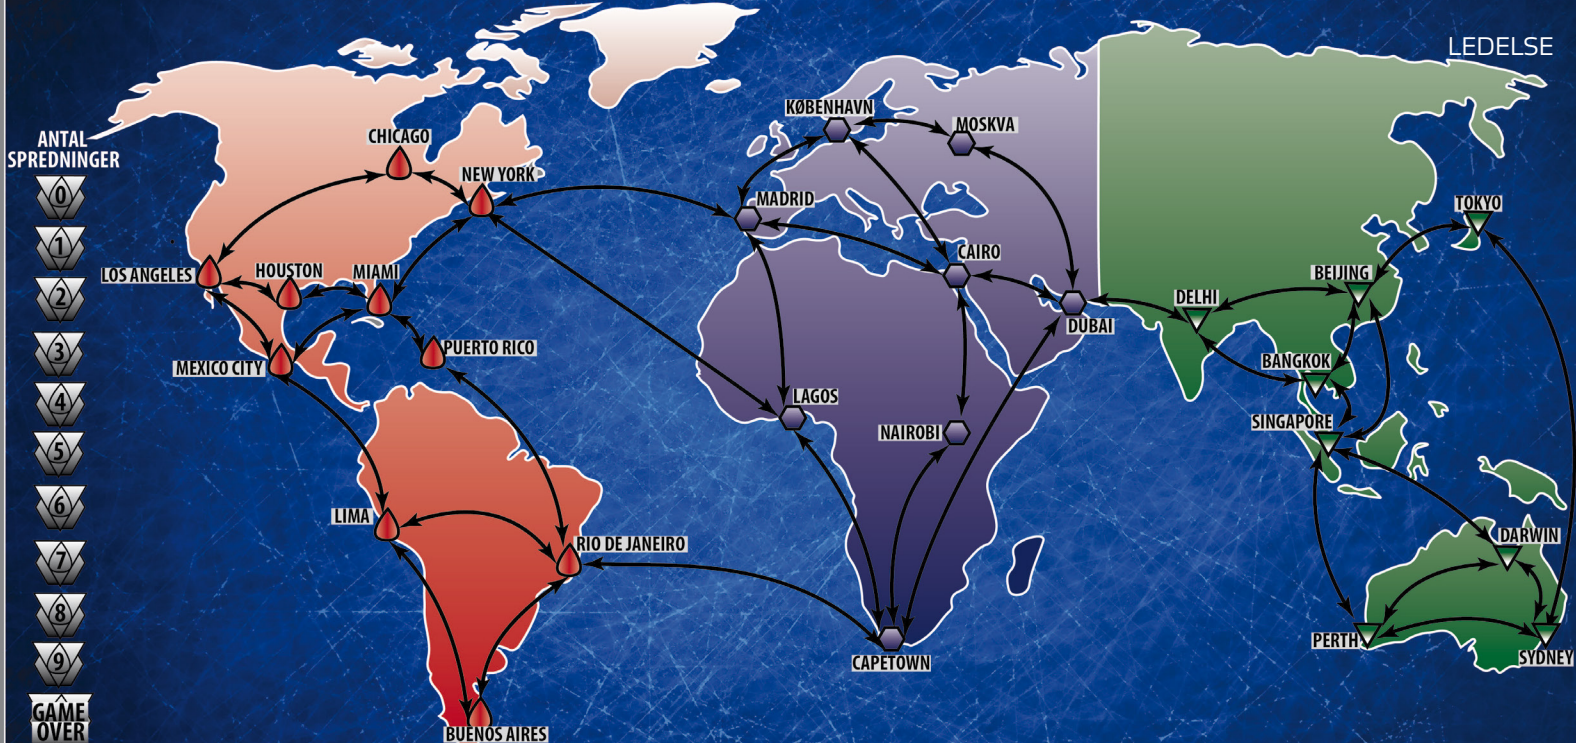 LEDELSE
ANTAL
SPREDNINGER
0
1
2
3
4
5
6
7
8
9
GAME
OVER
CHICAGO
NEW YORK
LOS ANGELES
HOUSTON
MIAMI
MEXICO CITY
PUERTO RICO
LIMA
RIO DE JANEIRO
BUENOS AIRES
KØBENHAVN
MOSKVA
MADRID
CAIRO
DUBAI
LAGOS
NAIROBI
CAPETOWN
TOKYO
BEIJING
DELHI
BANGKOK
SINGAPORE
DARWIN
PERTH
SYDNEY